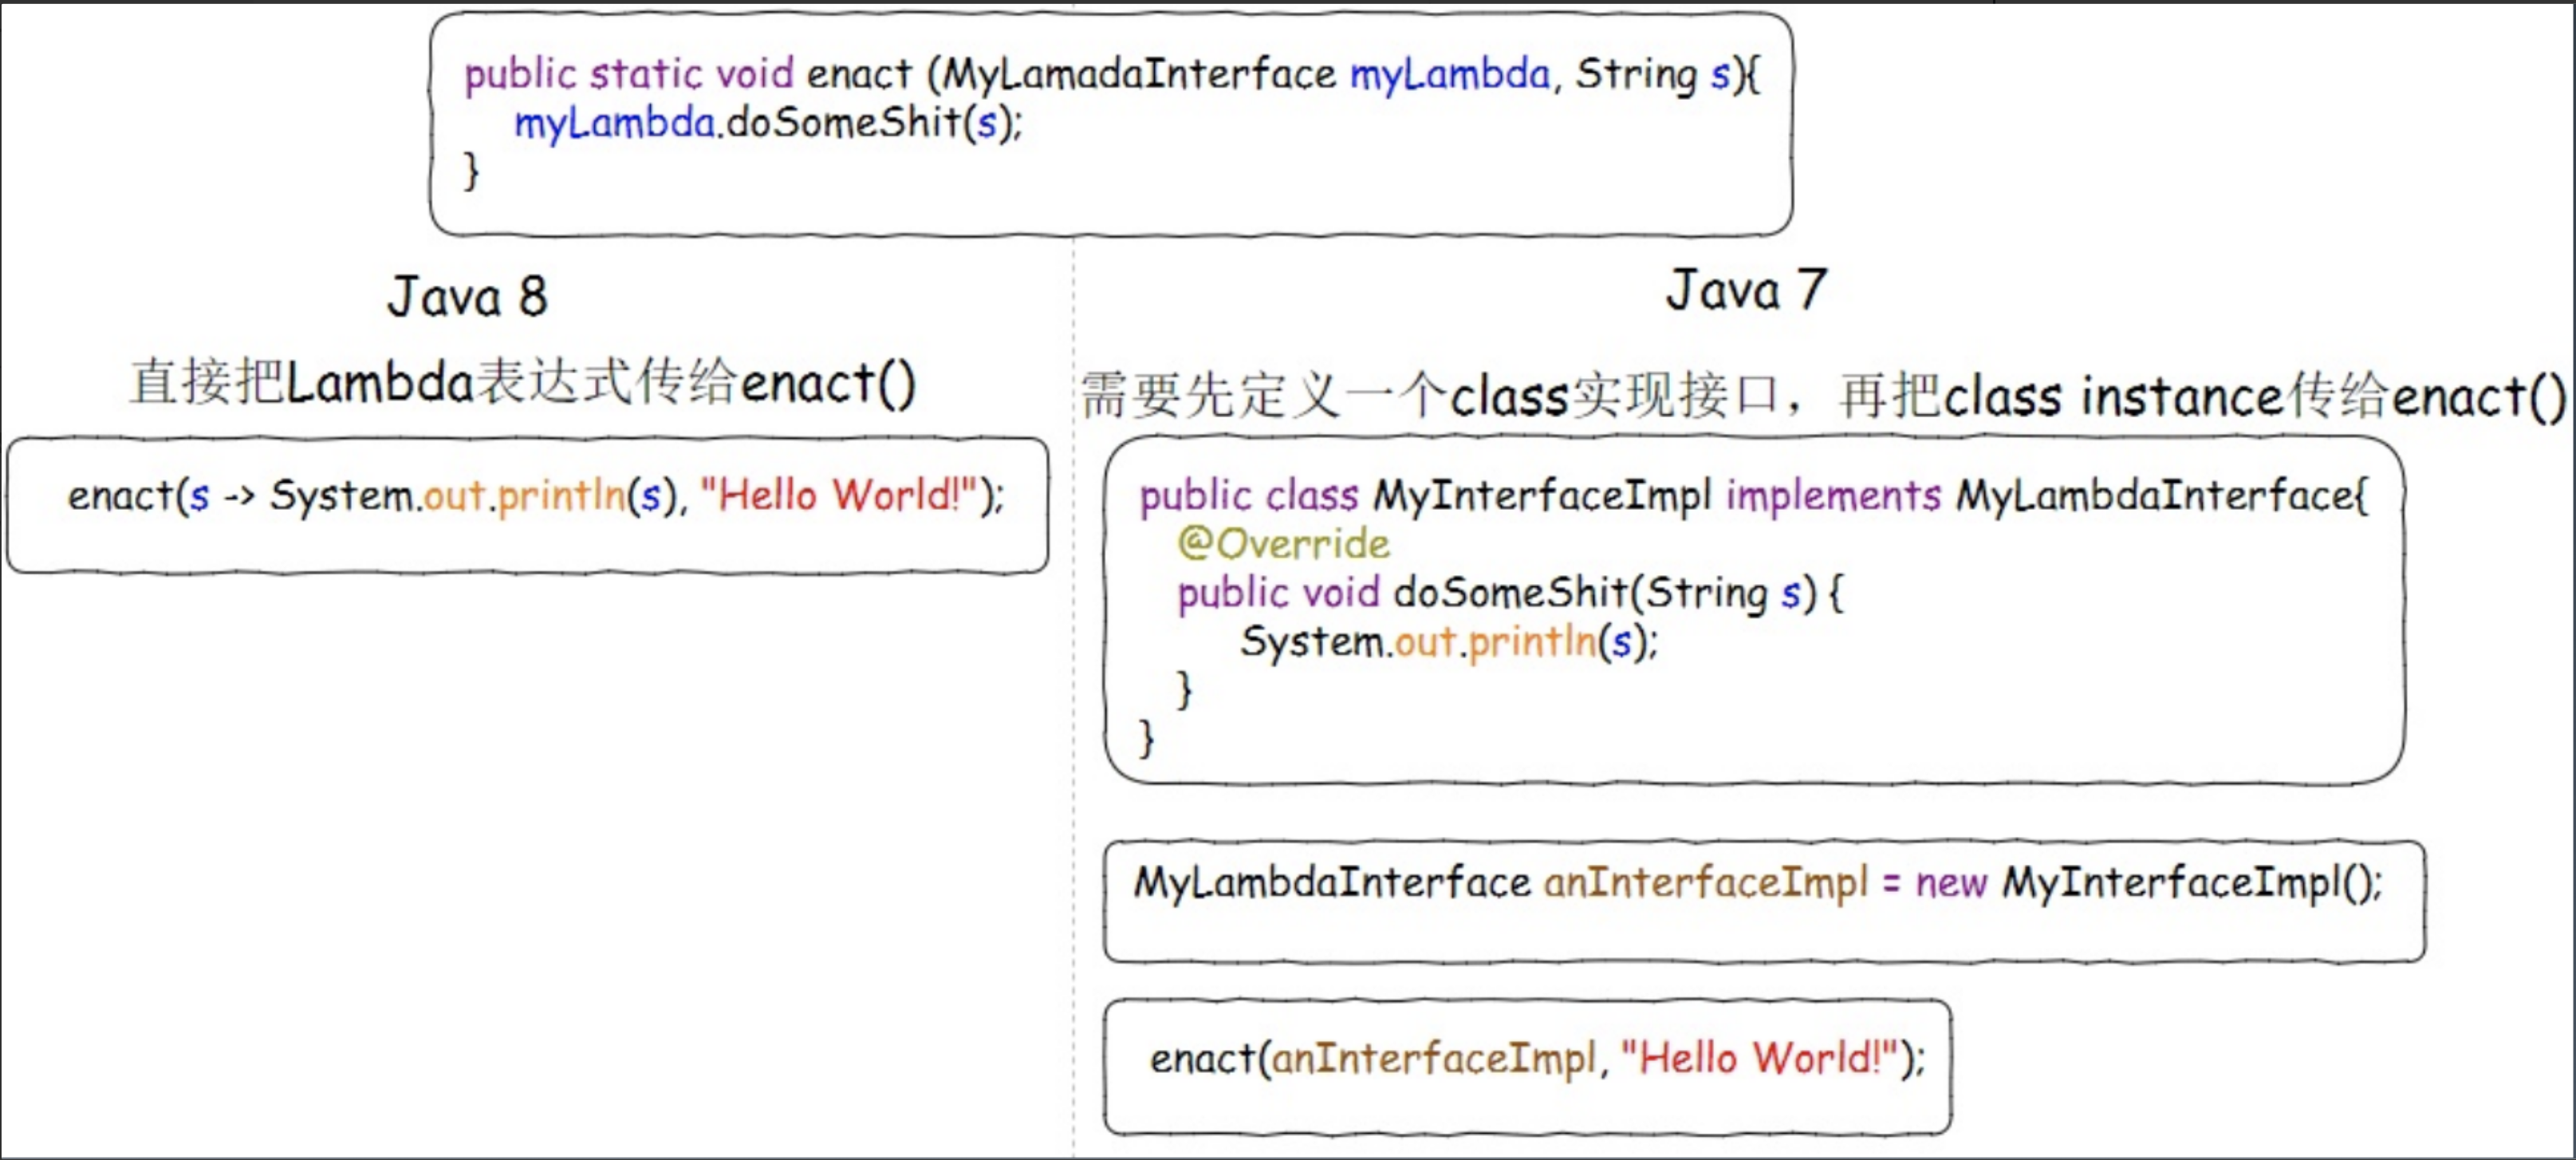 public static void enact (MyLamadaInterface myLambda, String s){
myLambda.doSomeShit(s);
}
Java 8
直接把Lambda表达式传给enact()
enact(s -> System.out.println(s), "Hello World!");
Java 7
需要先定义一个class实现接口，再把class instance传给enact()
public class MyInterfaceImpl implements MyLambdaInterface{
@Override
public void doSomeShit(String s) {
System.out.println(s);
}
}
MyLambdaInterface anInterfaceImpl = new MyInterfaceImpl();
enact(anInterfaceImpl, "Hello World!");